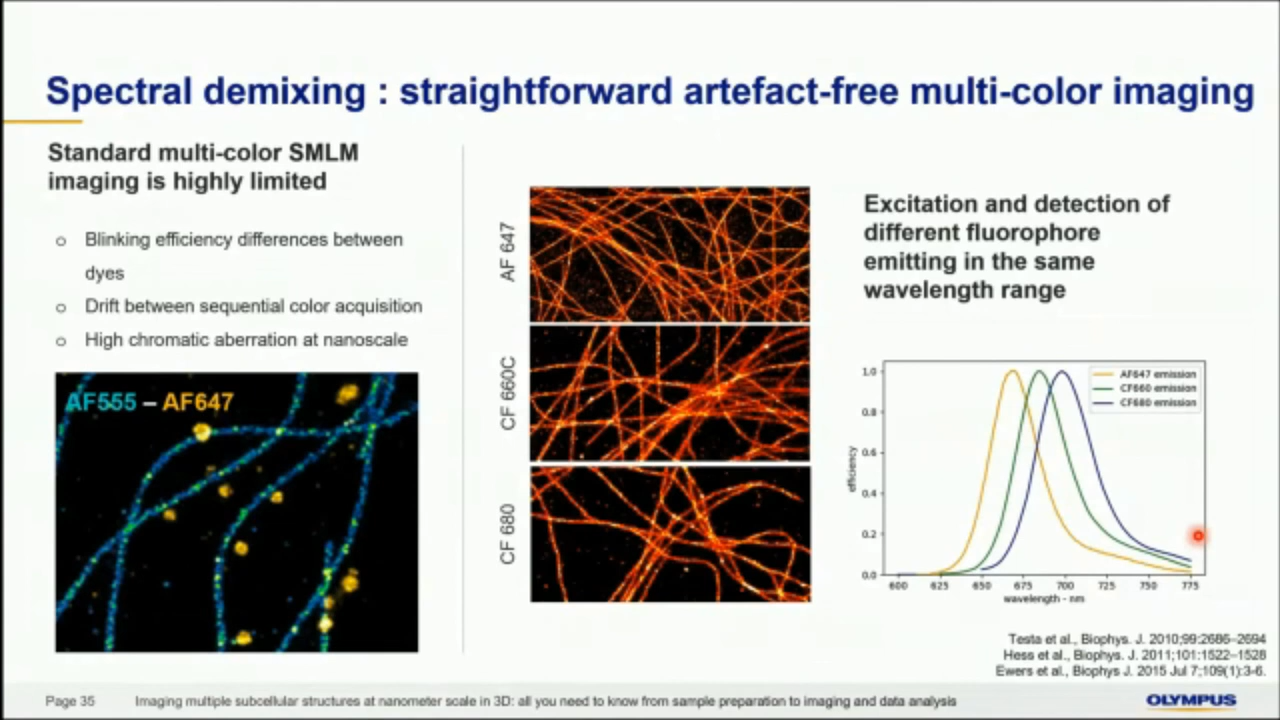 Spectral demixing : straightforward artefact-free multi-color imaging
Standard multi-color SMLM
imaging is highly limited
o Blinking efficiency differences between
dyes
o Drift between sequential color acquisition
o High chromatic aberration at nanoscale
AF555 – AF647
AF 647
CF 660C
CF 680
Excitation and detection of
different fluorophore
emitting in the same
wavelength range
AF647 emission
CF660 emission
CF680 emission
efficiency
1.0
0.8
0.6
0.4
0.2
0.0
600 625 650 675 700 725 750 775
wavelength - nm
Testa et al., Biophys. J. 2010;99:2686–2694
Hess et al., Biophys. J. 2011;101:1522–1528
Ewers et al., Biophys. J. 2015 Jul 7;109(1):3-6.
Page 35 Imaging multiple subcellular structures at nanometer scale in 3D: all you need to know from sample preparation to imaging and data analysis
OLYMPUS